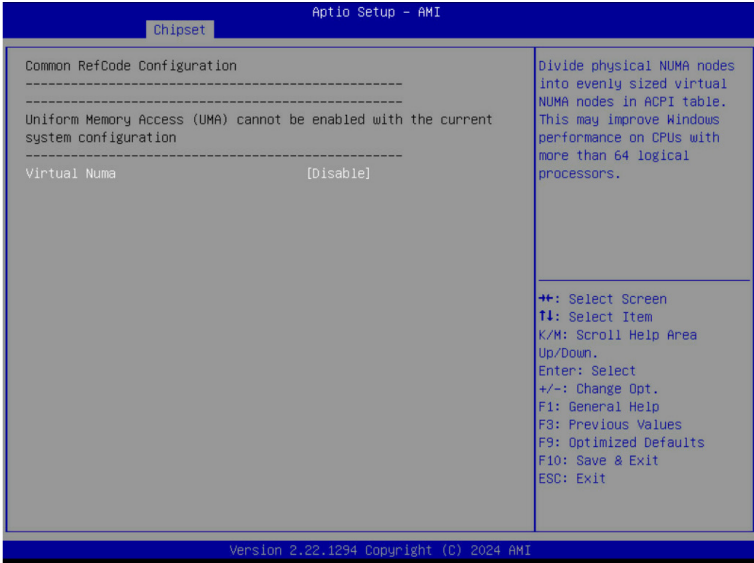 Aptio Setup - AMI
Chipset
Common RefCode Configuration
--------------------------------------------------
--------------------------------------------------
Uniform Memory Access (UMA) cannot be enabled with the current
system configuration
--------------------------------------------------
Virtual Numa [Disable]
Divide physical NUMA nodes
into evenly sized virtual
NUMA nodes in ACPI table.
This may improve Windows
performance on CPUs with
more than 64 logical
processors.
→←: Select Screen
↑↓: Select Item
K/M: Scroll Help Area
Up/Down.
Enter: Select
+/-: Change Opt.
F1: General Help
F3: Previous Values
F9: Optimized Defaults
F10: Save & Exit
ESC: Exit
Version 2.22.1294 Copyright (C) 2024 AMI